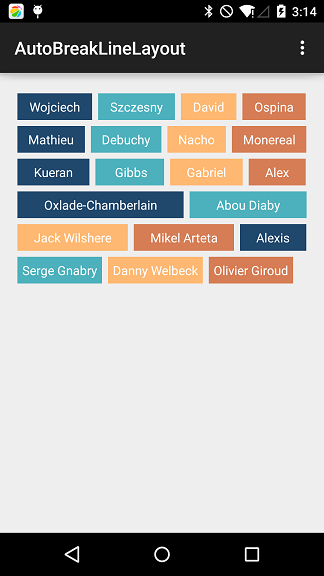 3:14
AutoBreakLineLayout
Wojciech Szczesny David Ospina
Mathieu Debuchy Nacho Monereal
Kueran Gibbs Gabriel Alex
Oxlade-Chamberlain Abou Diaby
Jack Wilshere Mikel Arteta Alexis
Serge Gnabry Danny Welbeck Olivier Giroud